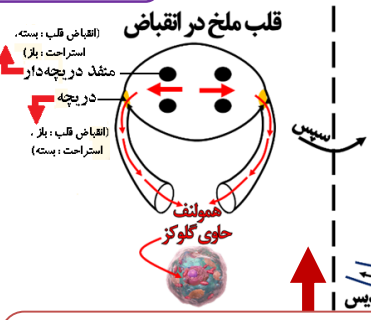 قلب ملخ در انقباض
(انقباض قلب : بسته،
استراحت : باز)
منفذ دریچه‌دار
دریچه
(انقباض قلب : باز ،
استراحت : بسته)
سپس
همولنف
حاوی گلوکز